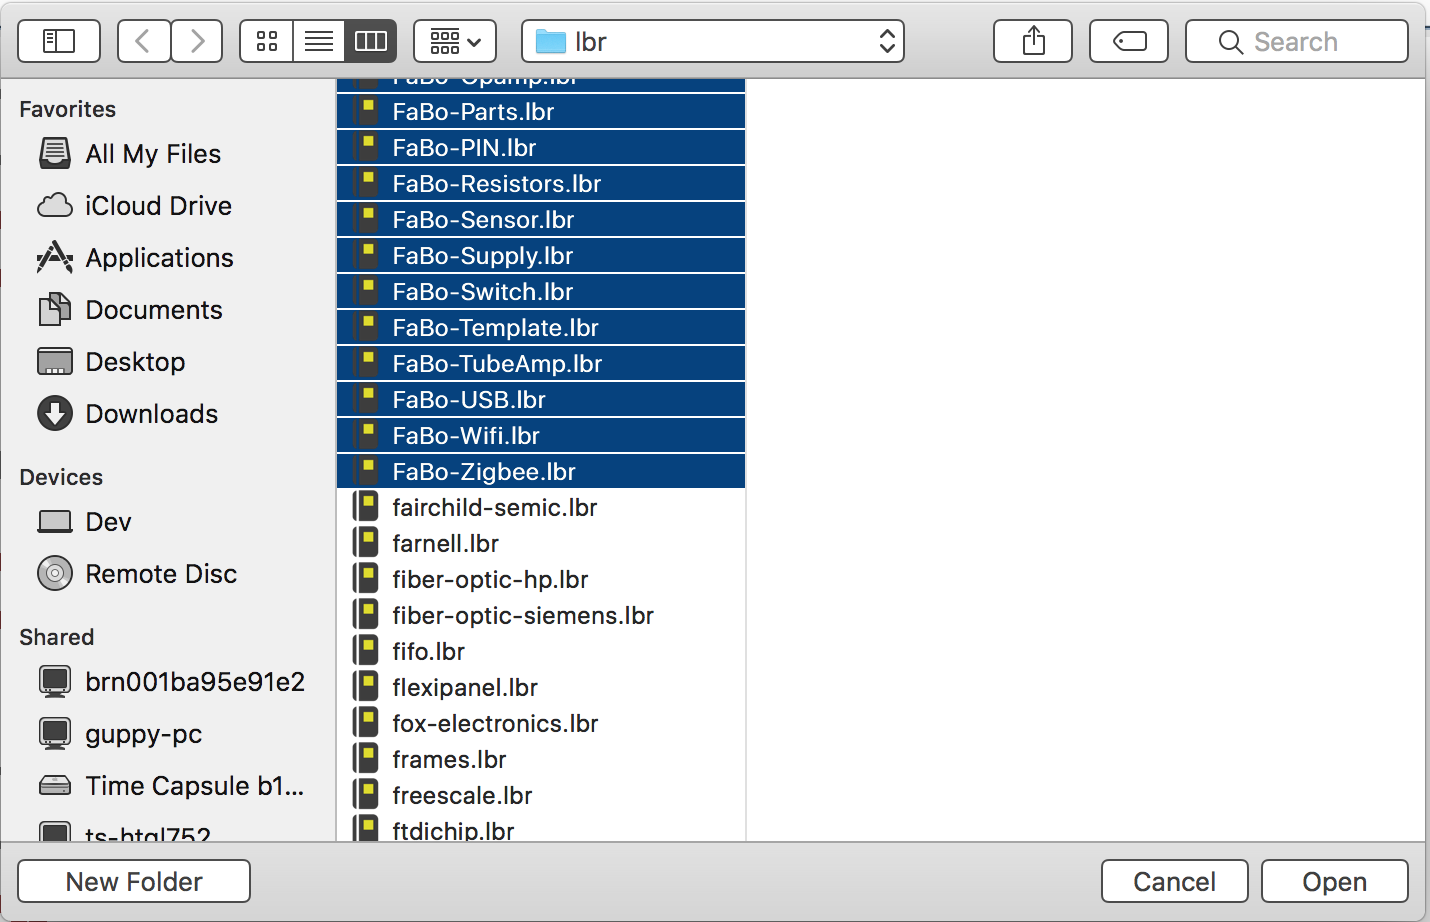 lbr
Search
Favorites
All My Files
iCloud Drive
Applications
Documents
Desktop
Downloads
Devices
Dev
Remote Disc
Shared
brn001ba95e91e2
guppy-pc
Time Capsule b1...
ts-htgl752
FaBo-Opamp.lbr
FaBo-Parts.lbr
FaBo-PIN.lbr
FaBo-Resistors.lbr
FaBo-Sensor.lbr
FaBo-Supply.lbr
FaBo-Switch.lbr
FaBo-Template.lbr
FaBo-TubeAmp.lbr
FaBo-USB.lbr
FaBo-Wifi.lbr
FaBo-Zigbee.lbr
fairchild-semic.lbr
farnell.lbr
fiber-optic-hp.lbr
fiber-optic-siemens.lbr
fifo.lbr
flexipanel.lbr
fox-electronics.lbr
frames.lbr
freescale.lbr
ftdichip.lbr
New Folder
Cancel
Open